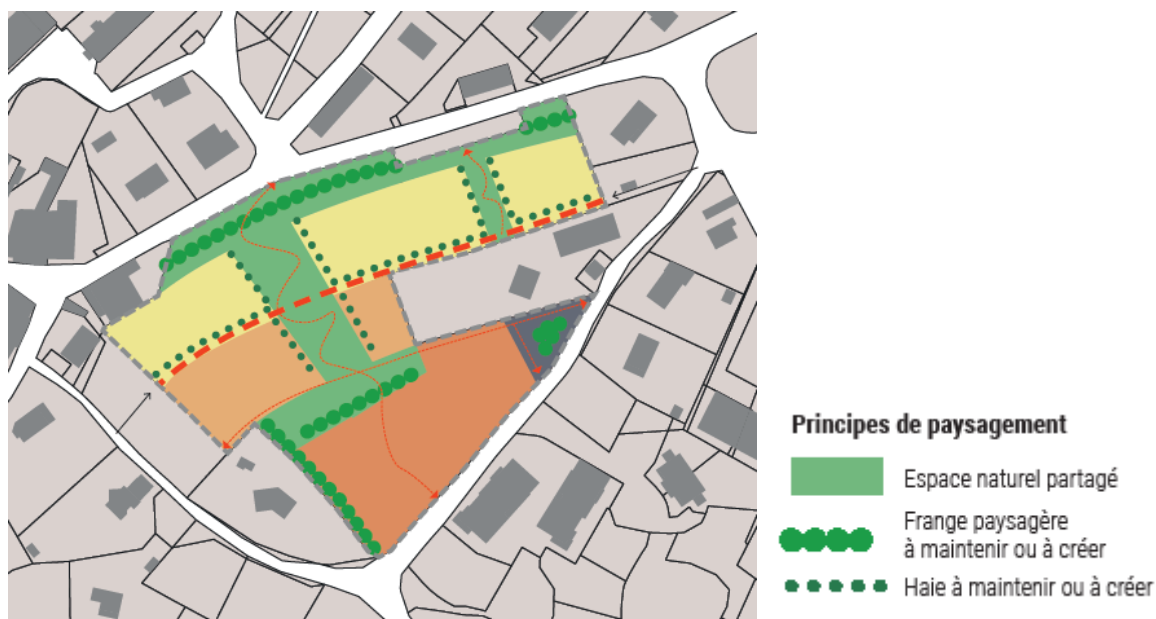 Principes de paysagement
Espace naturel partagé
Frange paysagère
à maintenir ou à créer
Haie à maintenir ou à créer